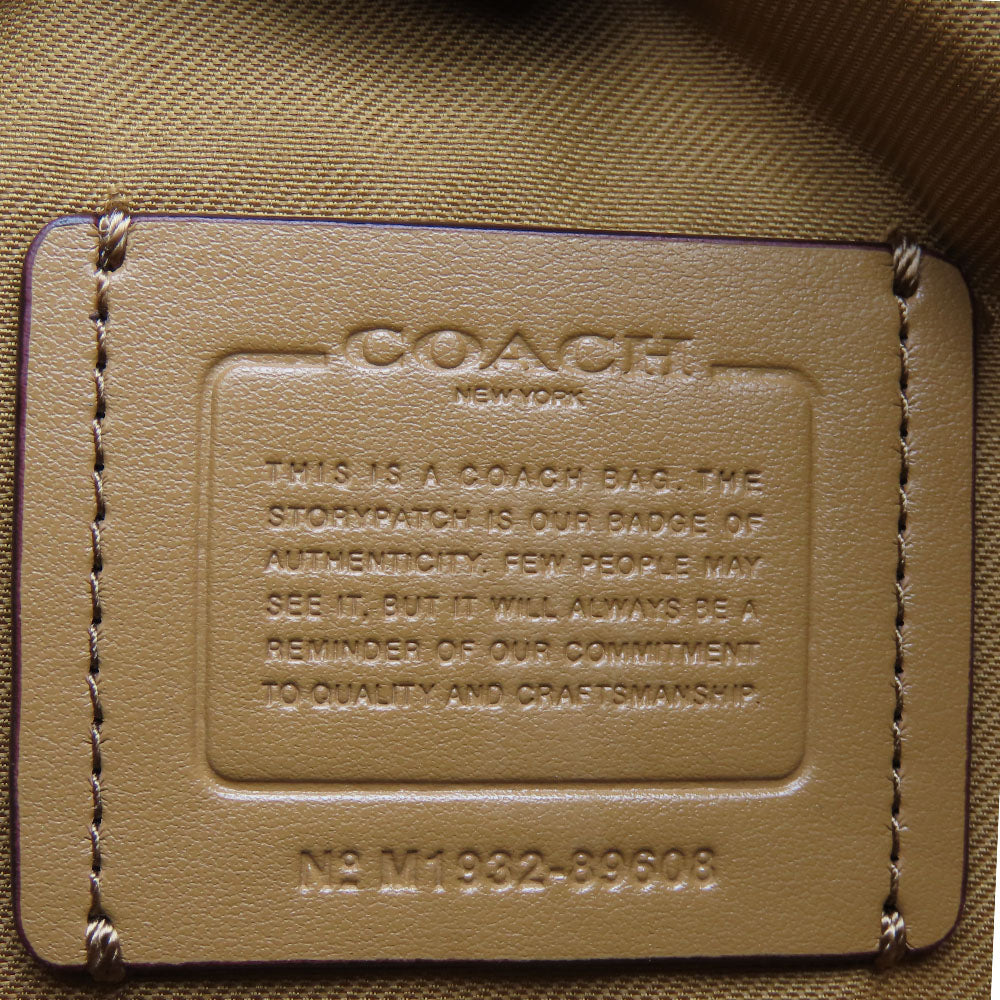 COACH
NEW YORK
THIS IS A COACH BAG. THE
STORYPATCH IS OUR BADGE OF
AUTHENTICITY. FEW PEOPLE MAY
SEE IT, BUT IT WILL ALWAYS BE A
REMINDER OF OUR COMMITMENT
TO QUALITY AND CRAFTSMANSHIP.
Nº M1932-89608